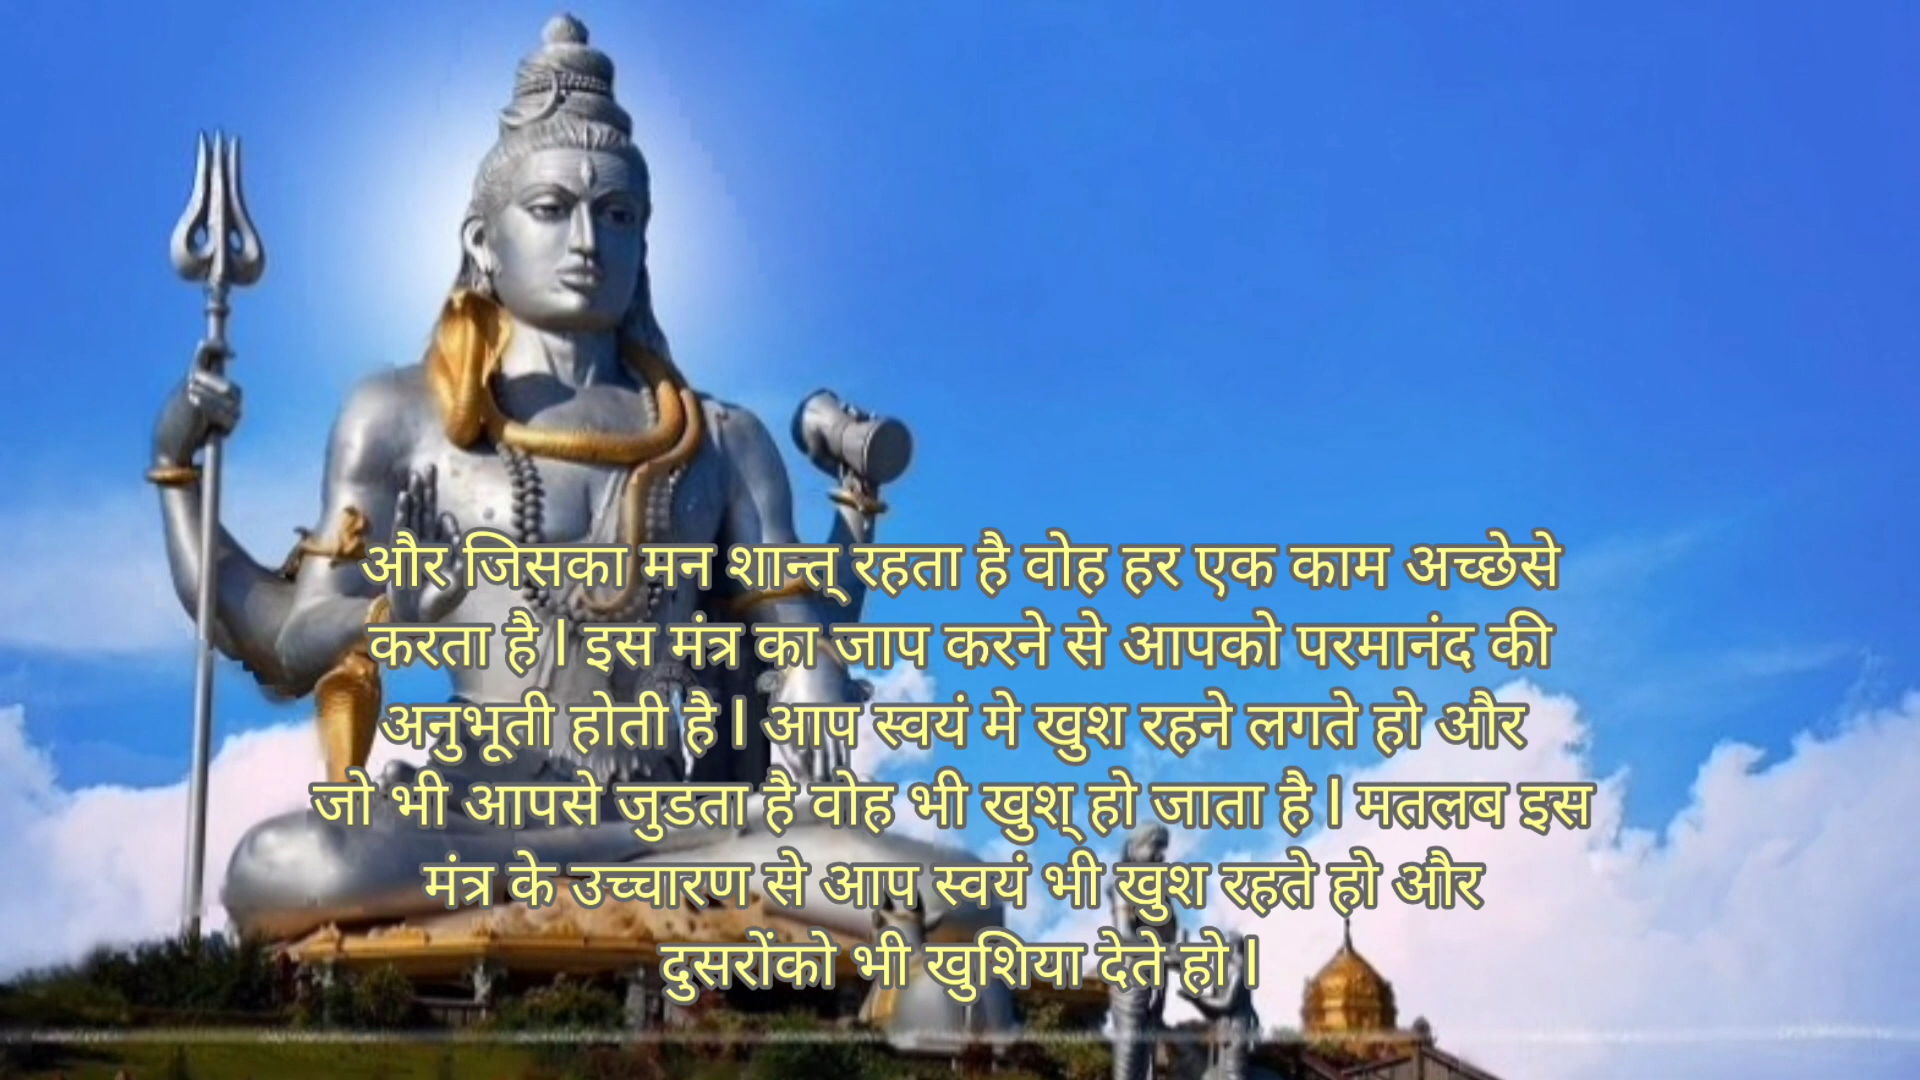 और जिसका मन शान्त् रहता है वोह हर एक काम अच्छेसे
करता है l इस मंत्र का जाप करने से आपको परमानंद की
अनुभूती होती है l आप स्वयं मे खुश रहने लगते हो और
जो भी आपसे जुडता है वोह भी खुश् हो जाता है l मतलब इस
मंत्र के उच्चारण से आप स्वयं भी खुश रहते हो और
दुसरोंको भी खुशिया देते हो l